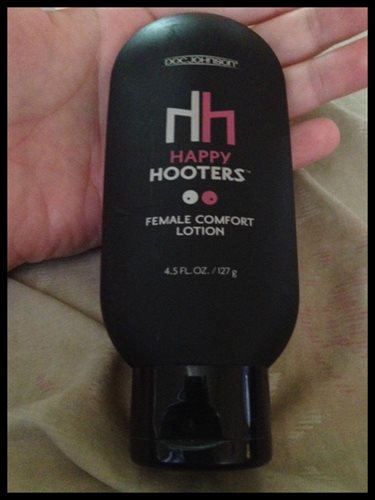 DOC JOHNSON®
hh
HAPPY
HOOTERS™
FEMALE COMFORT
LOTION
4.5 FL. OZ. / 127 g